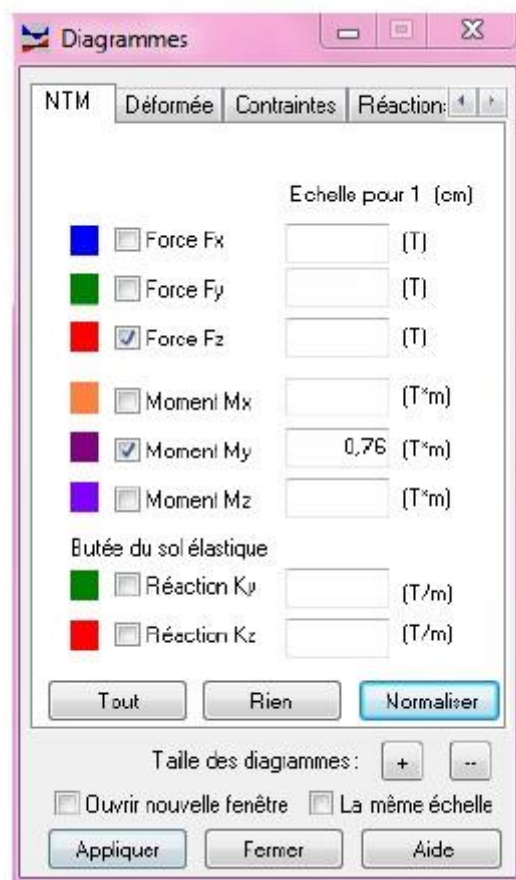 Diagrammes
NTM Déformée Contraintes Réactions
Echelle pour 1 (cm)
Force Fx (T)
Force Fy (T)
Force Fz (T)
Moment Mx (T*m)
Moment My 0,76 (T*m)
Moment Mz (T*m)
Butée du sol élastique
Réaction Ky (T/m)
Réaction Kz (T/m)
Tout Rien Normaliser
Taille des diagrammes: + --
Ouvrir nouvelle fenêtre La même échelle
Appliquer Fermer Aide